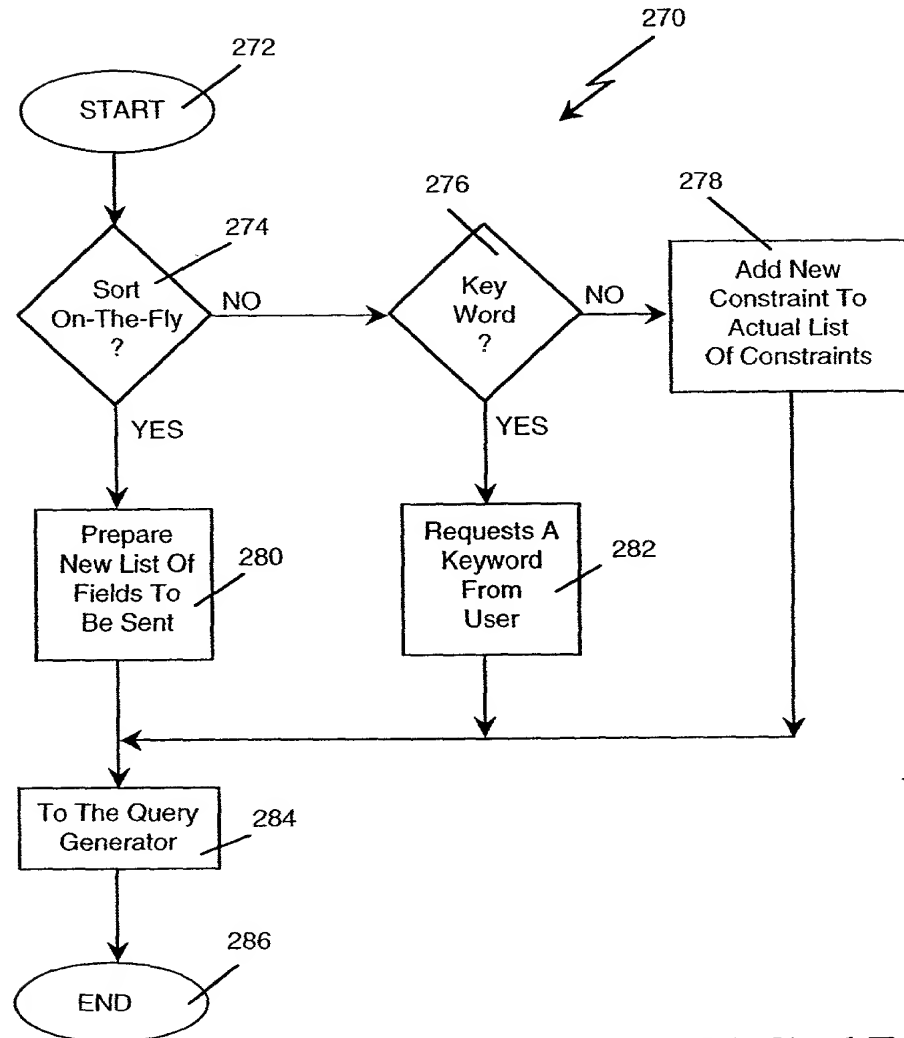 270
272
START
276
278
274
Sort
On-The-Fly
?
NO
Key
Word
?
NO
Add New
Constraint To
Actual List
Of Constraints
YES
YES
Prepare
New List Of
Fields To
Be Sent
280
Requests A
Keyword
From
User
282
To The Query
Generator
284
286
END